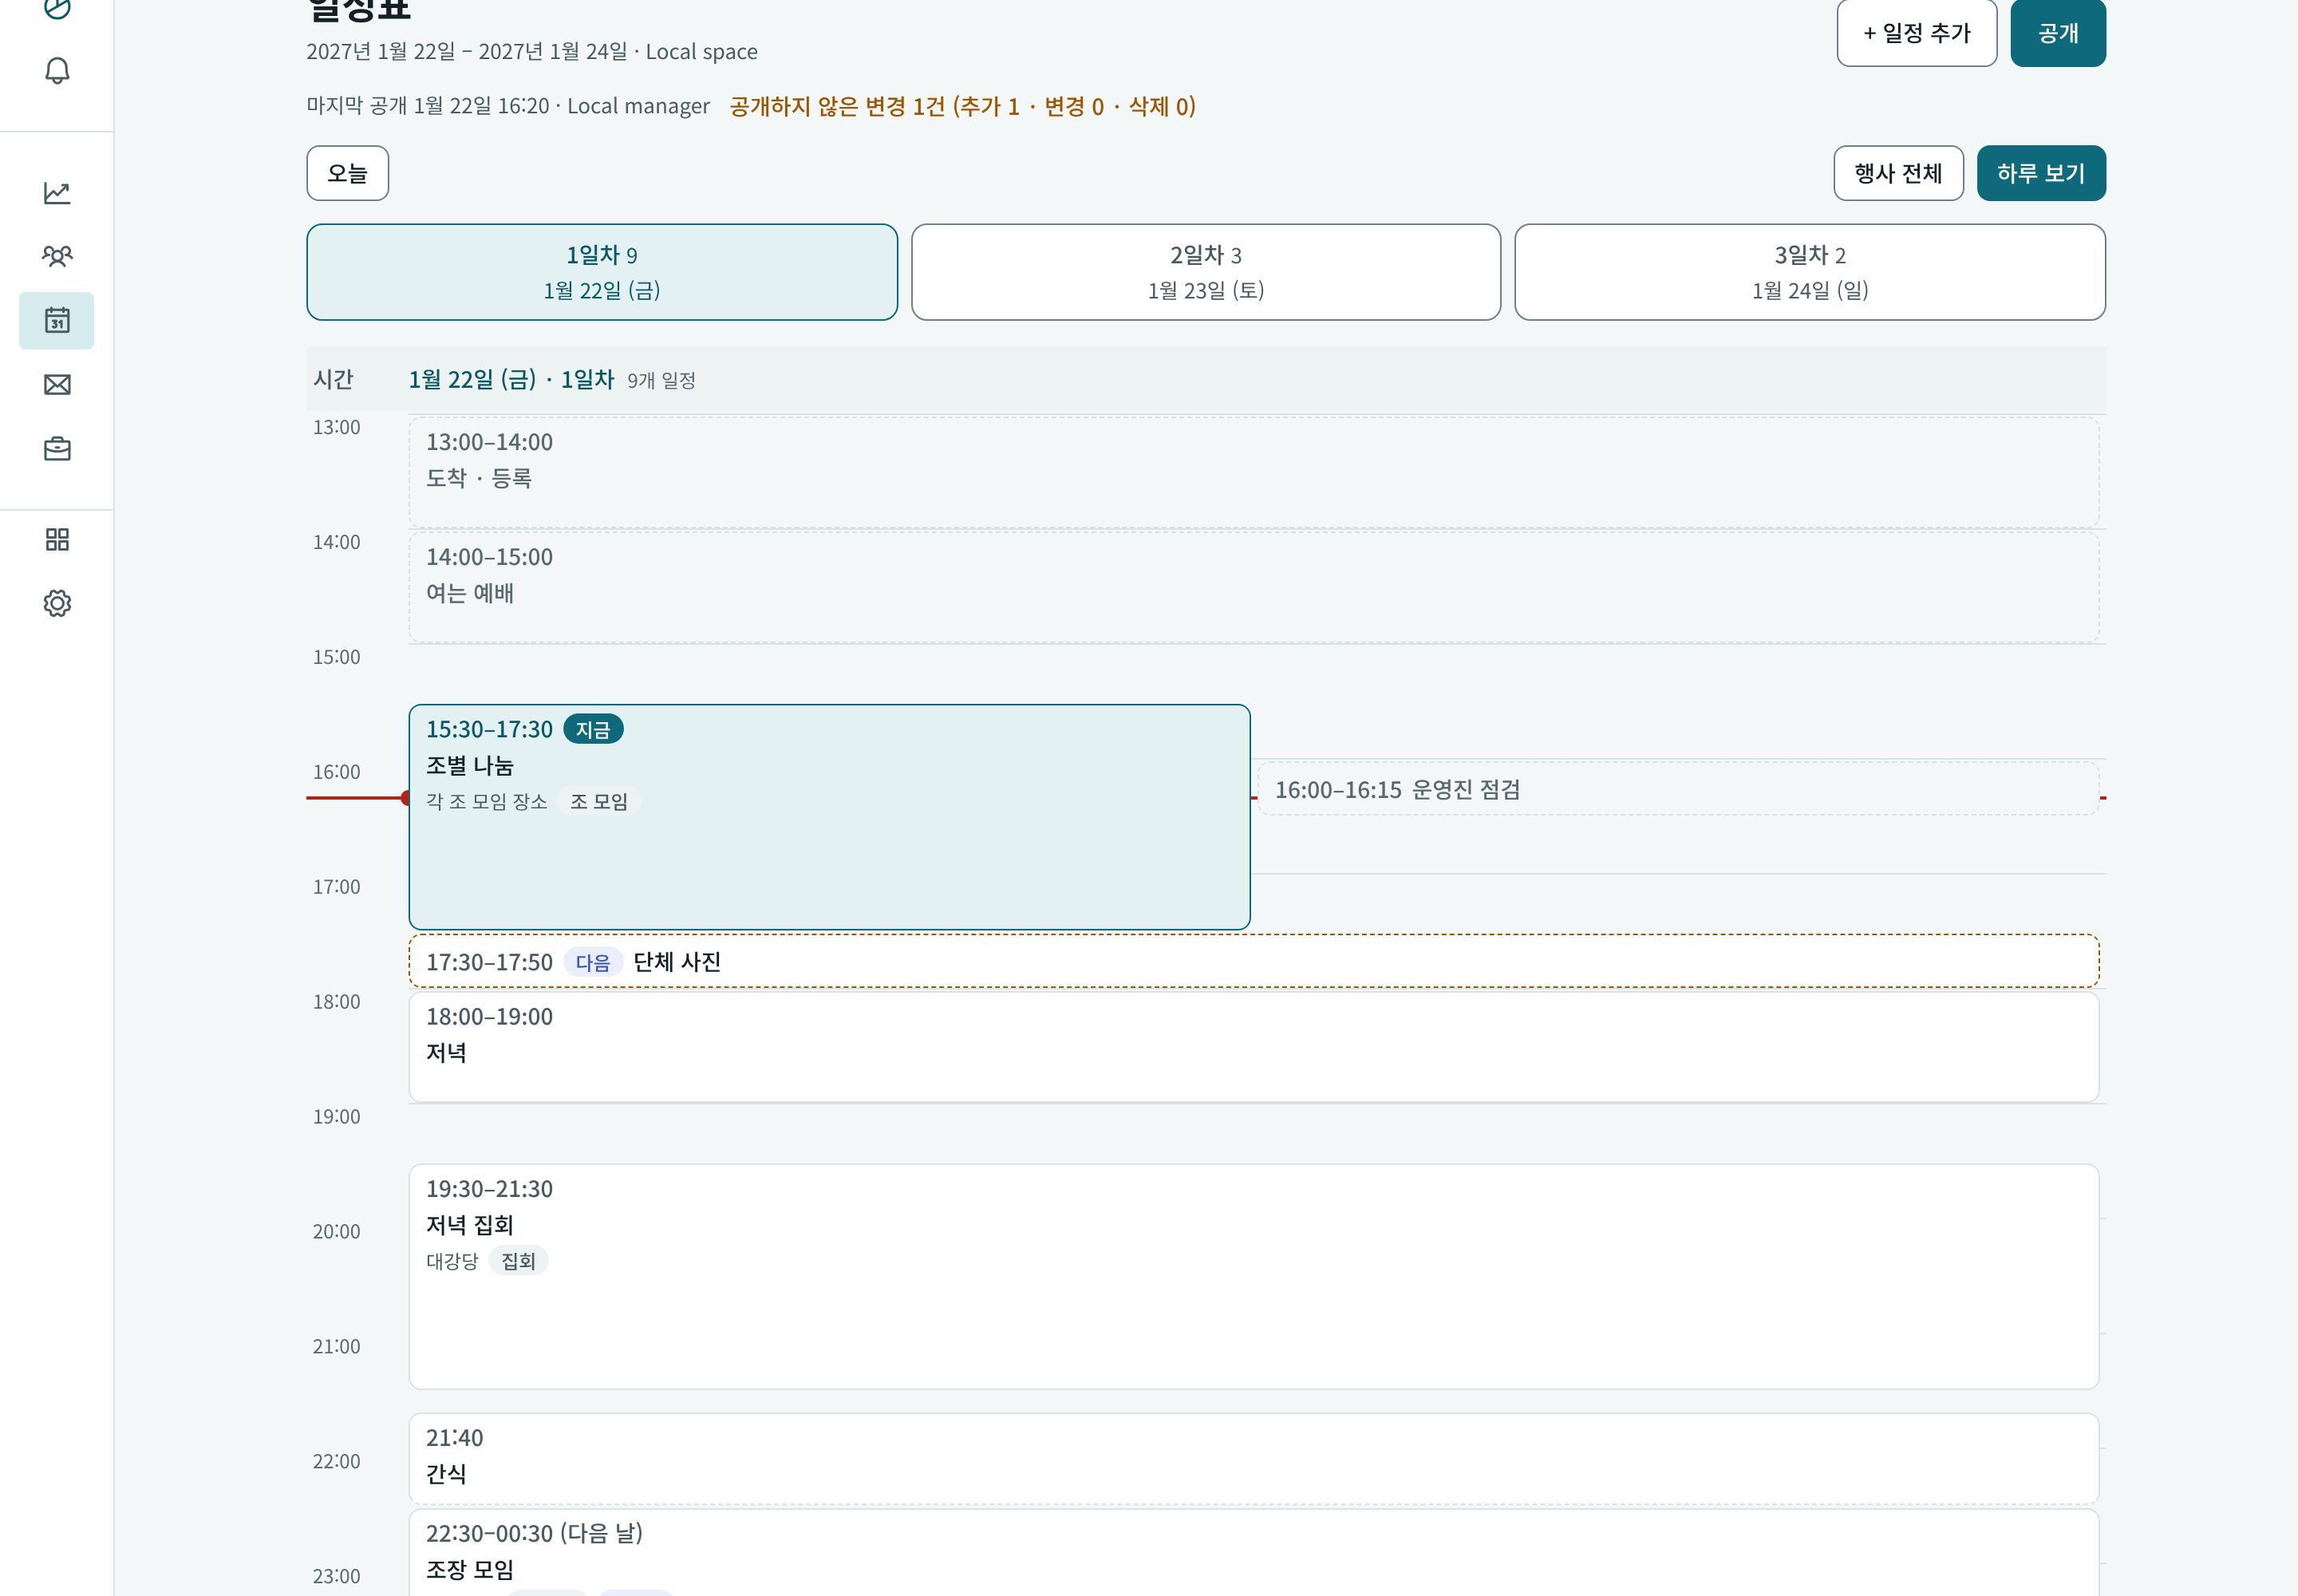 일정표
2027년 1월 22일 – 2027년 1월 24일 · Local space
+ 일정 추가
공개
마지막 공개 1월 22일 16:20 · Local manager 공개하지 않은 변경 1건 (추가 1 · 변경 0 · 삭제 0)
오늘
행사 전체
하루 보기
1일차 9
1월 22일 (금)
2일차 3
1월 23일 (토)
3일차 2
1월 24일 (일)
31
시간
1월 22일 (금) · 1일차 9개 일정
13:00
13:00–14:00
도착 · 등록
14:00
14:00–15:00
여는 예배
15:00
15:30–17:30 지금
조별 나눔
각 조 모임 장소 조 모임
16:00
16:00–16:15 운영진 점검
17:00
17:30–17:50 다음 단체 사진
18:00
18:00–19:00
저녁
19:00
19:30–21:30
저녁 집회
대강당 집회
20:00
21:00
21:40
간식
22:00
22:30–00:30 (다음 날)
조장 모임
23:00